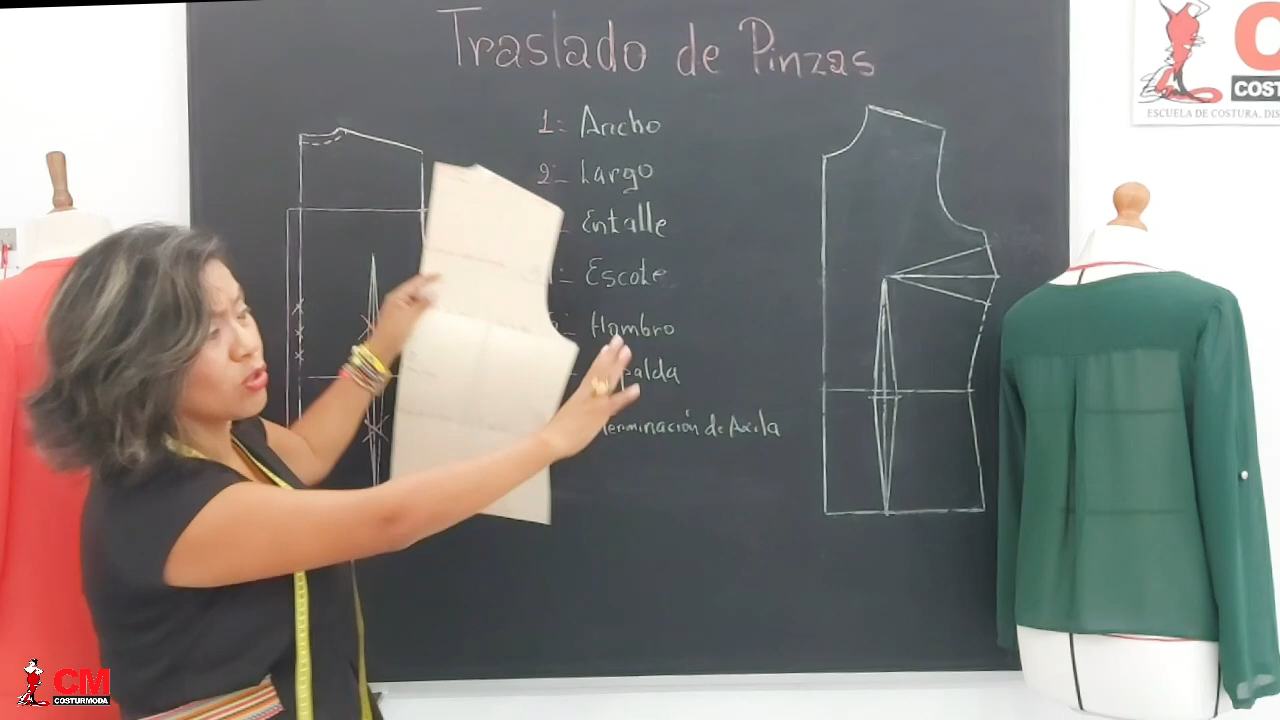 Traslado de Pinzas
1= Ancho
2= Largo
Entalle
Escote
Hombro
palda
terminación de Axila
C
COST
ESCUELA DE COSTURA, DIS
CM
COSTURMODA